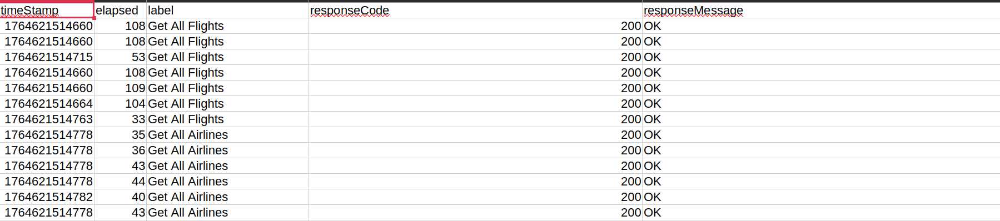 timeStamp elapsed label responseCode responseMessage
1764621514660 108 Get All Flights 200 OK
1764621514660 108 Get All Flights 200 OK
1764621514715 53 Get All Flights 200 OK
1764621514660 108 Get All Flights 200 OK
1764621514660 109 Get All Flights 200 OK
1764621514664 104 Get All Flights 200 OK
1764621514763 33 Get All Flights 200 OK
1764621514778 35 Get All Airlines 200 OK
1764621514778 36 Get All Airlines 200 OK
1764621514778 43 Get All Airlines 200 OK
1764621514778 44 Get All Airlines 200 OK
1764621514782 40 Get All Airlines 200 OK
1764621514778 43 Get All Airlines 200 OK